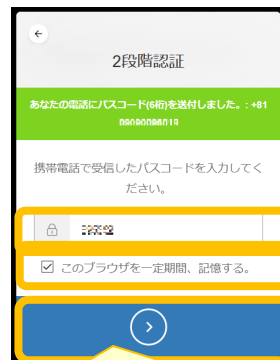 2段階認証
あなたの電話にパスコード(6桁)を送付しました。: +81
携帯電話で受信したパスコードを入力してく
ださい。
このブラウザを一定期間、記憶する。